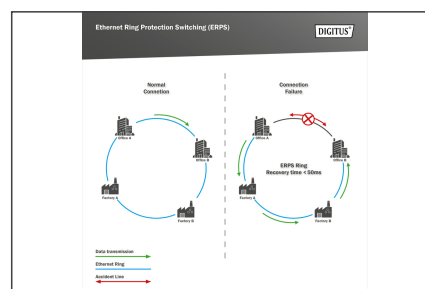 Ethernet Ring Protection Switching (ERPS)
DIGITUS®
Normal
Connetion
Connection
Failure
Office A
Office B
Factory A
Factory B
Office A
Office B
ERPS Ring
Recovery time <50ms
Factory A
Factory B
Data transmission
Ethernet Ring
Accident Line